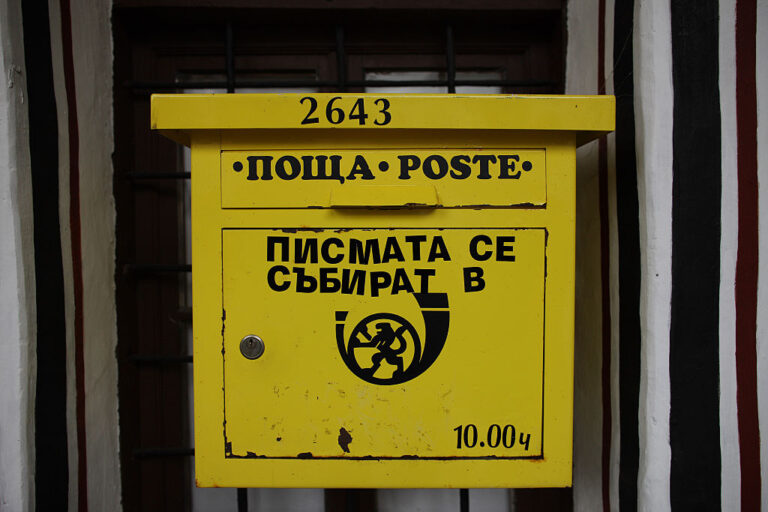 2643
•ПОЩА•POSTE•
ПИСМАТА СЕ
СЪБИРАТ В
10.00ч